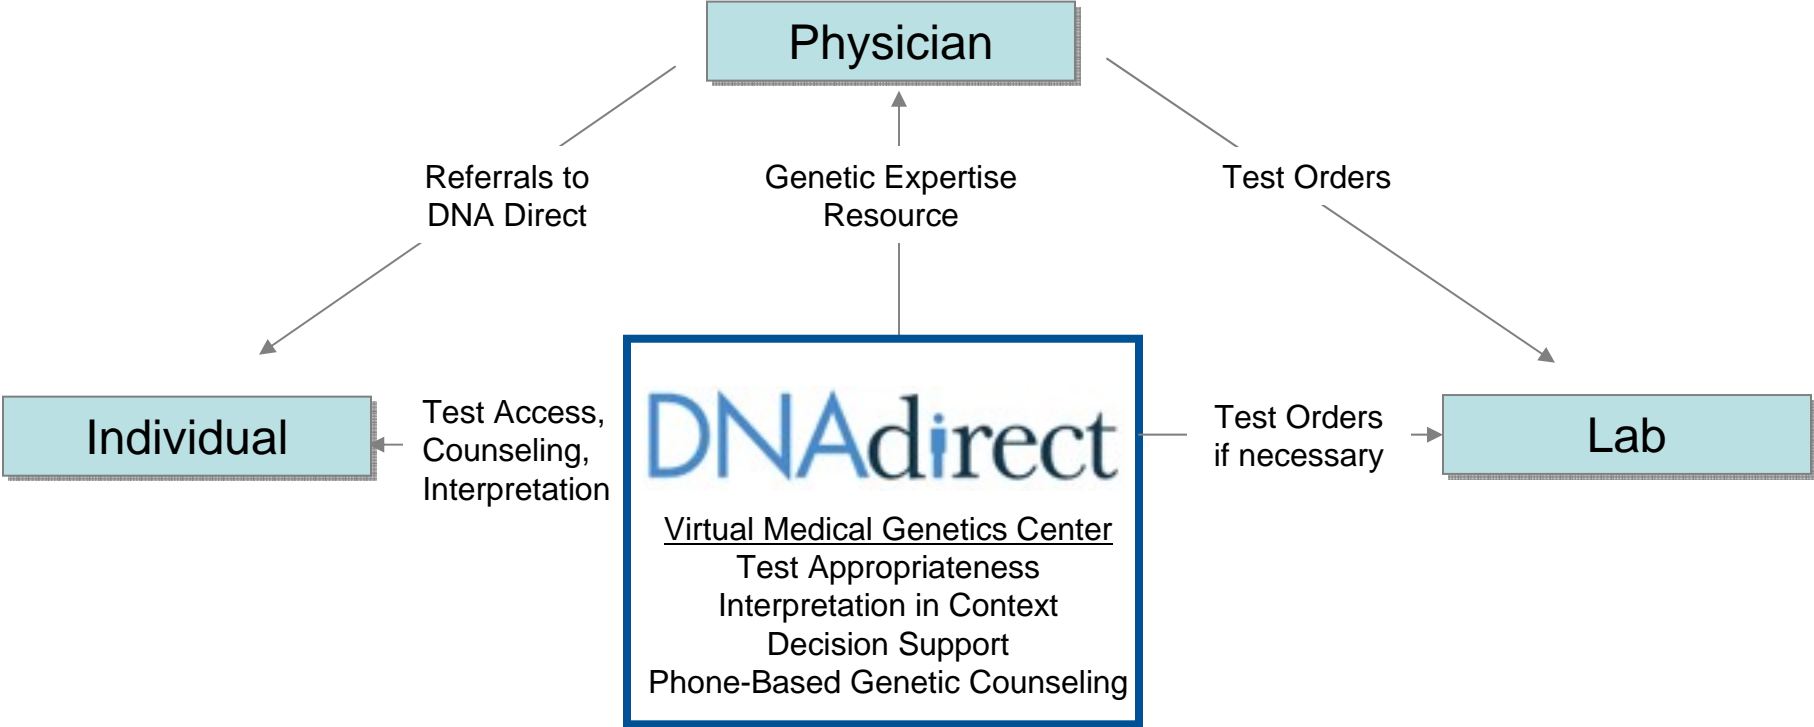 Physician
Referrals to
DNA Direct
Genetic Expertise
Resource
Test Orders
Individual
Test Access,
Counseling,
Interpretation
DNAdirect
Virtual Medical Genetics Center
Test Appropriateness
Interpretation in Context
Decision Support
Phone-Based Genetic Counseling
Test Orders
if necessary
Lab